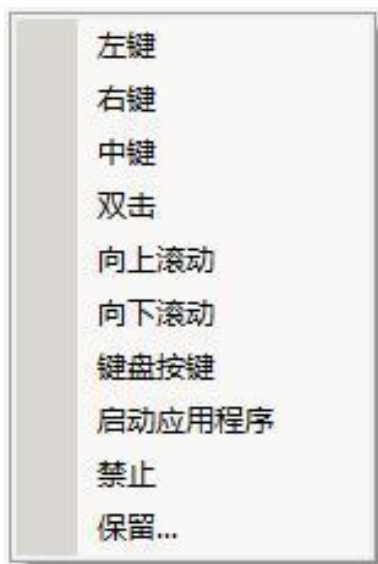 左键
右键
中键
双击
向上滚动
向下滚动
键盘按键
启动应用程序
禁止
保留...